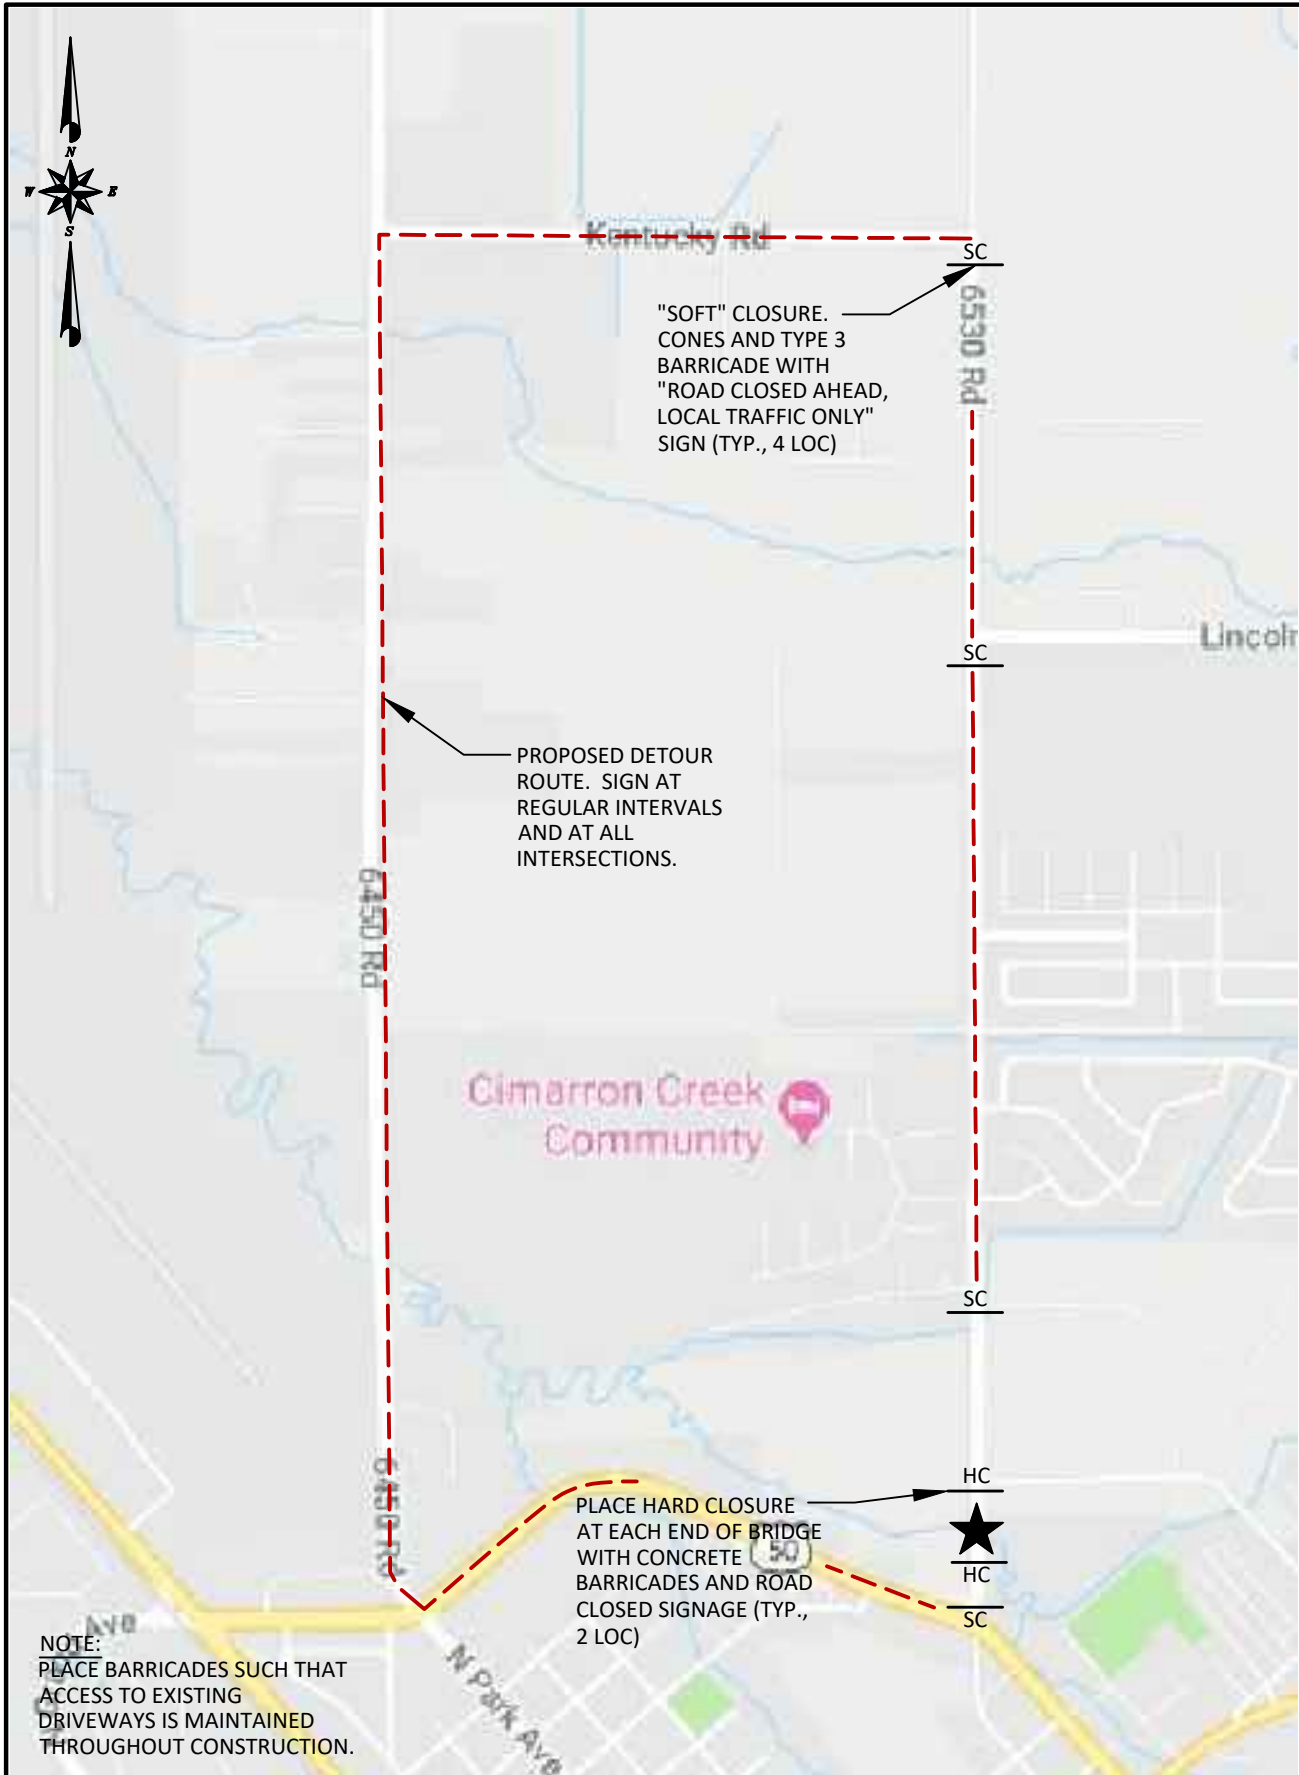 N
W E
S
Kentucky Rd
SC
"SOFT" CLOSURE.
CONES AND TYPE 3
BARRICADE WITH
"ROAD CLOSED AHEAD,
LOCAL TRAFFIC ONLY"
SIGN (TYP., 4 LOC)
6530 Rd
Lincoln
SC
PROPOSED DETOUR
ROUTE. SIGN AT
REGULAR INTERVALS
AND AT ALL
INTERSECTIONS.
6450 Rd
Cimarron Creek
Community
SC
6450 Rd
HC
PLACE HARD CLOSURE
AT EACH END OF BRIDGE
WITH CONCRETE
BARRICADES AND ROAD
CLOSED SIGNAGE (TYP.,
2 LOC)
50
HC
SC
Ave
N Park Ave
NOTE:
PLACE BARRICADES SUCH THAT
ACCESS TO EXISTING
DRIVEWAYS IS MAINTAINED
THROUGHOUT CONSTRUCTION.